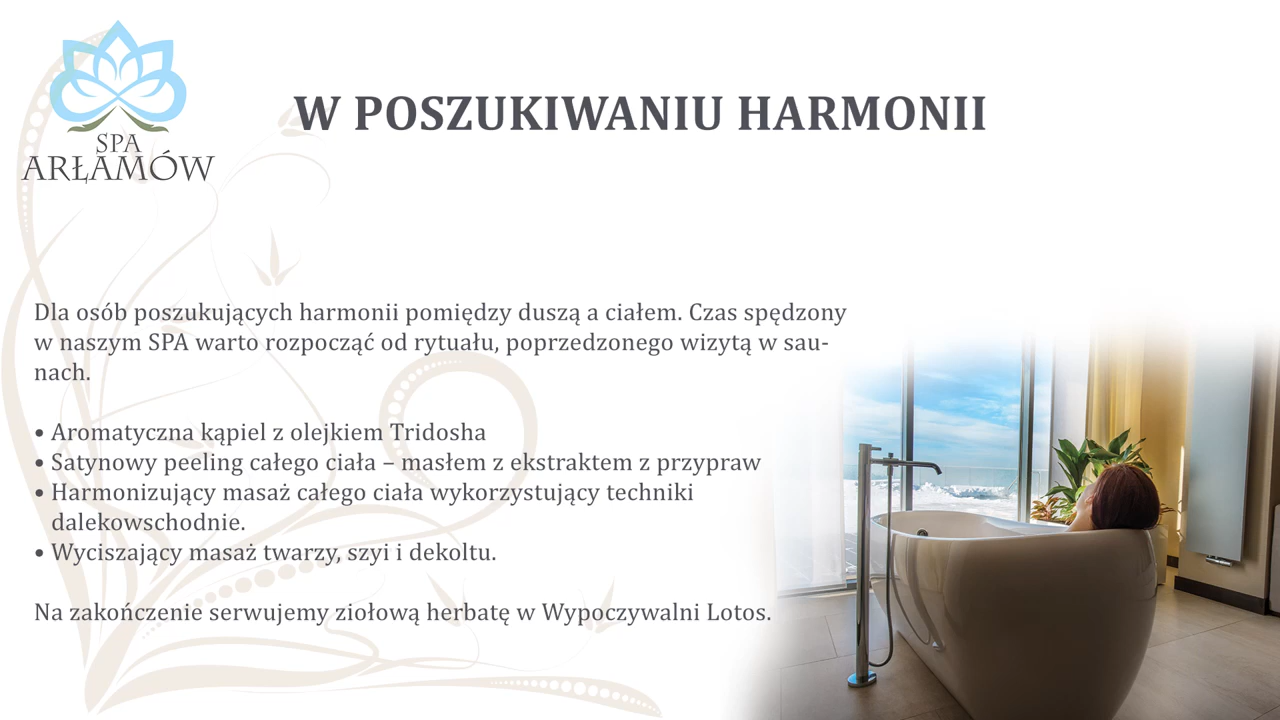 SPA
ARŁAMÓW
W POSZUKIWANIU HARMONII
Dla osób poszukujących harmonii pomiędzy duszą a ciałem. Czas spędzony
w naszym SPA warto rozpocząć od rytuału, poprzedzonego wizytą w sau-
nach.
• Aromatyczna kąpiel z olejkiem Tridosha
• Satynowy peeling całego ciała – masłem z ekstraktem z przypraw
• Harmonizujący masaż całego ciała wykorzystujący techniki
dalekowschodnie.
• Wyciszający masaż twarzy, szyi i dekoltu.
Na zakończenie serwujemy ziołową herbatę w Wypoczywalni Lotos.